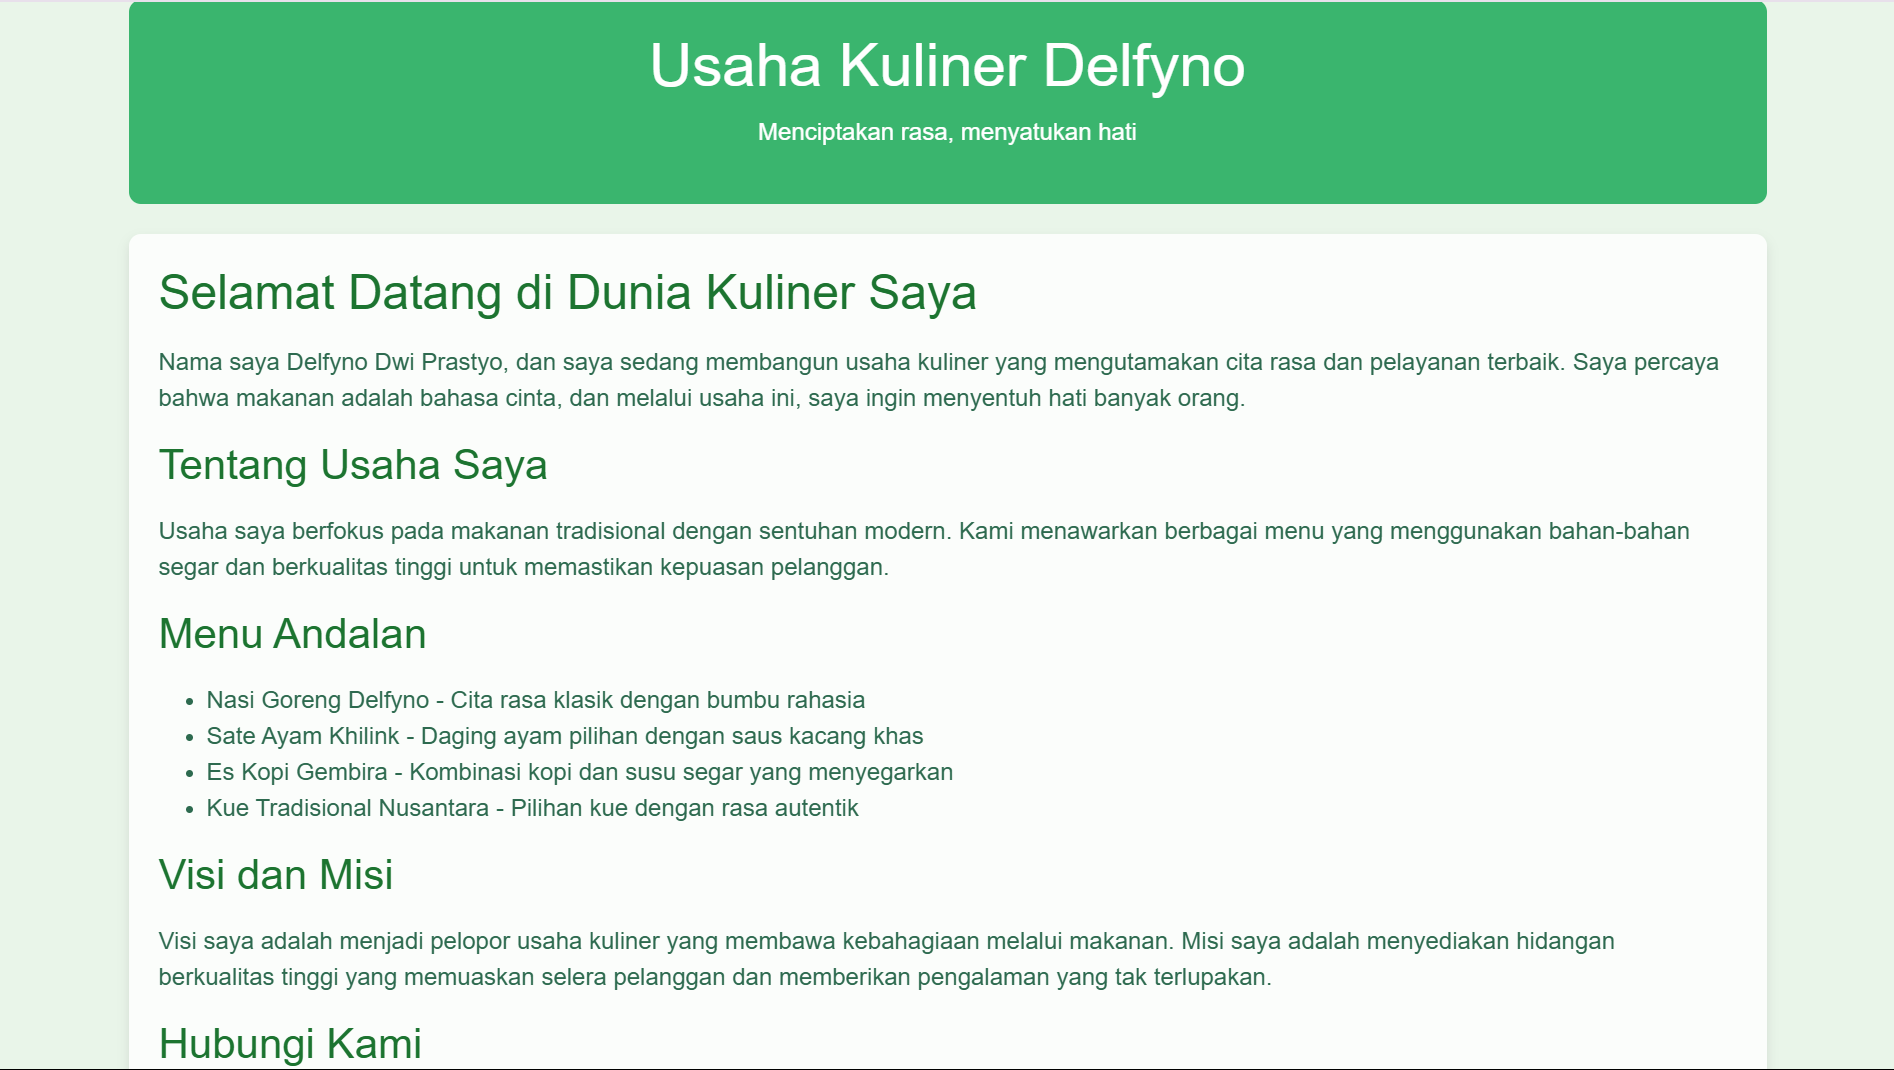 Usaha Kuliner Delfyno
Menciptakan rasa, menyatukan hati
Selamat Datang di Dunia Kuliner Saya
Nama saya Delfyno Dwi Prastyo, dan saya sedang membangun usaha kuliner yang mengutamakan cita rasa dan pelayanan terbaik. Saya percaya
bahwa makanan adalah bahasa cinta, dan melalui usaha ini, saya ingin menyentuh hati banyak orang.
Tentang Usaha Saya
Usaha saya berfokus pada makanan tradisional dengan sentuhan modern. Kami menawarkan berbagai menu yang menggunakan bahan-bahan
segar dan berkualitas tinggi untuk memastikan kepuasan pelanggan.
Menu Andalan
• Nasi Goreng Delfyno - Cita rasa klasik dengan bumbu rahasia
• Sate Ayam Khilink - Daging ayam pilihan dengan saus kacang khas
• Es Kopi Gembira - Kombinasi kopi dan susu segar yang menyegarkan
• Kue Tradisional Nusantara - Pilihan kue dengan rasa autentik
Visi dan Misi
Visi saya adalah menjadi pelopor usaha kuliner yang membawa kebahagiaan melalui makanan. Misi saya adalah menyediakan hidangan
berkualitas tinggi yang memuaskan selera pelanggan dan memberikan pengalaman yang tak terlupakan.
Hubungi Kami